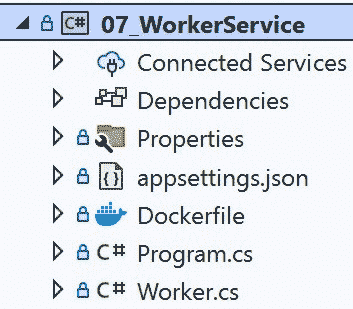 C# 07_WorkerService
Connected Services
Dependencies
Properties
appsettings.json
Dockerfile
C# Program.cs
C# Worker.cs